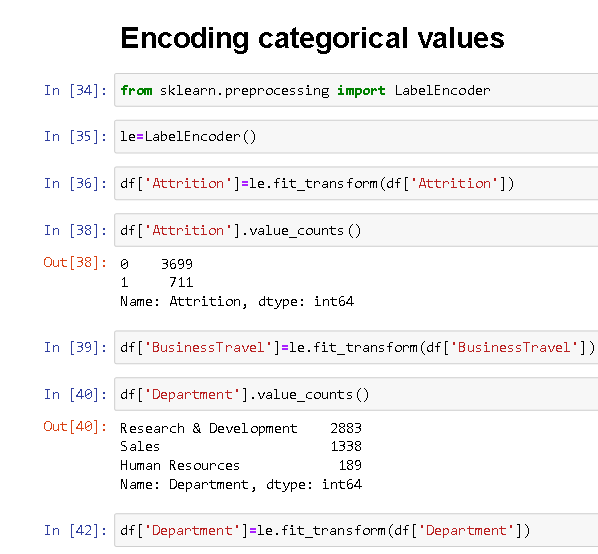 Encoding categorical values
In [34]: from sklearn.preprocessing import LabelEncoder
In [35]: le=LabelEncoder()
In [36]: df['Attrition']=le.fit_transform(df['Attrition'])
In [38]: df['Attrition'].value_counts()
Out[38]: 0    3699
1     711
Name: Attrition, dtype: int64
In [39]: df['BusinessTravel']=le.fit_transform(df['BusinessTravel'])
In [40]: df['Department'].value_counts()
Out[40]: Research & Development    2883
Sales                     1338
Human Resources            189
Name: Department, dtype: int64
In [42]: df['Department']=le.fit_transform(df['Department'])